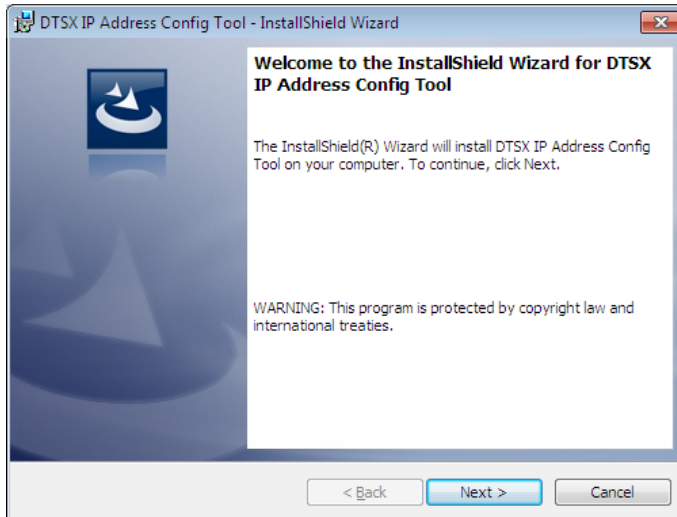 DTSX IP Address Config Tool - InstallShield Wizard
Welcome to the InstallShield Wizard for DTSX
IP Address Config Tool
The InstallShield(R) Wizard will install DTSX IP Address Config
Tool on your computer. To continue, click Next.
WARNING: This program is protected by copyright law and
international treaties.
< Back
Next >
Cancel